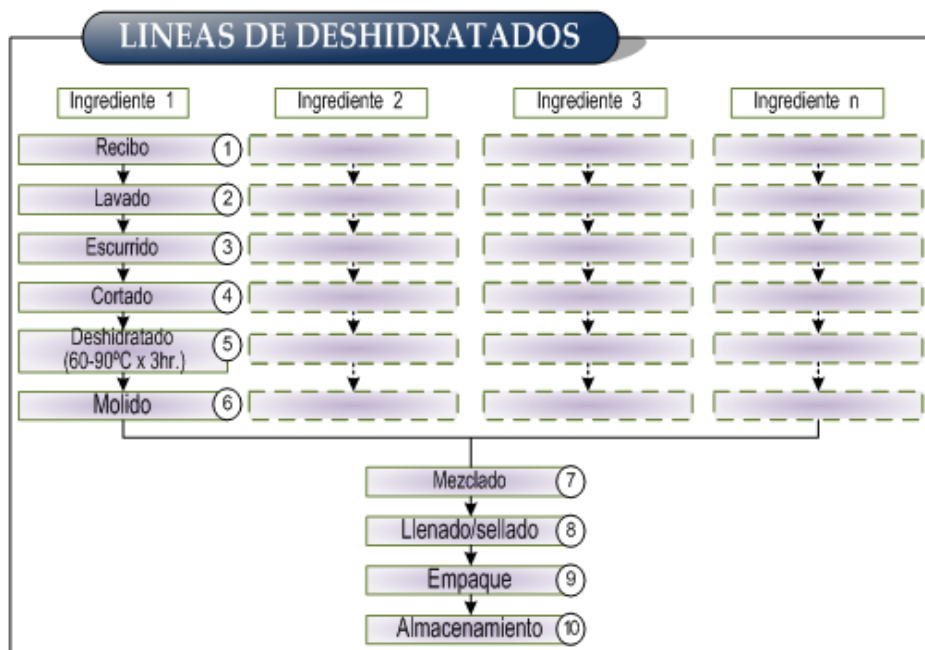 LINEAS DE DESHIDRATADOS
Ingrediente 1
Ingrediente 2
Ingrediente 3
Ingrediente n
Recibo 1
Lavado 2
Escurrido 3
Cortado 4
Deshidratado
(60-90ºC x 3hr.) 5
Molido 6
Mezclado 7
Llenado/sellado 8
Empaque 9
Almacenamiento 10